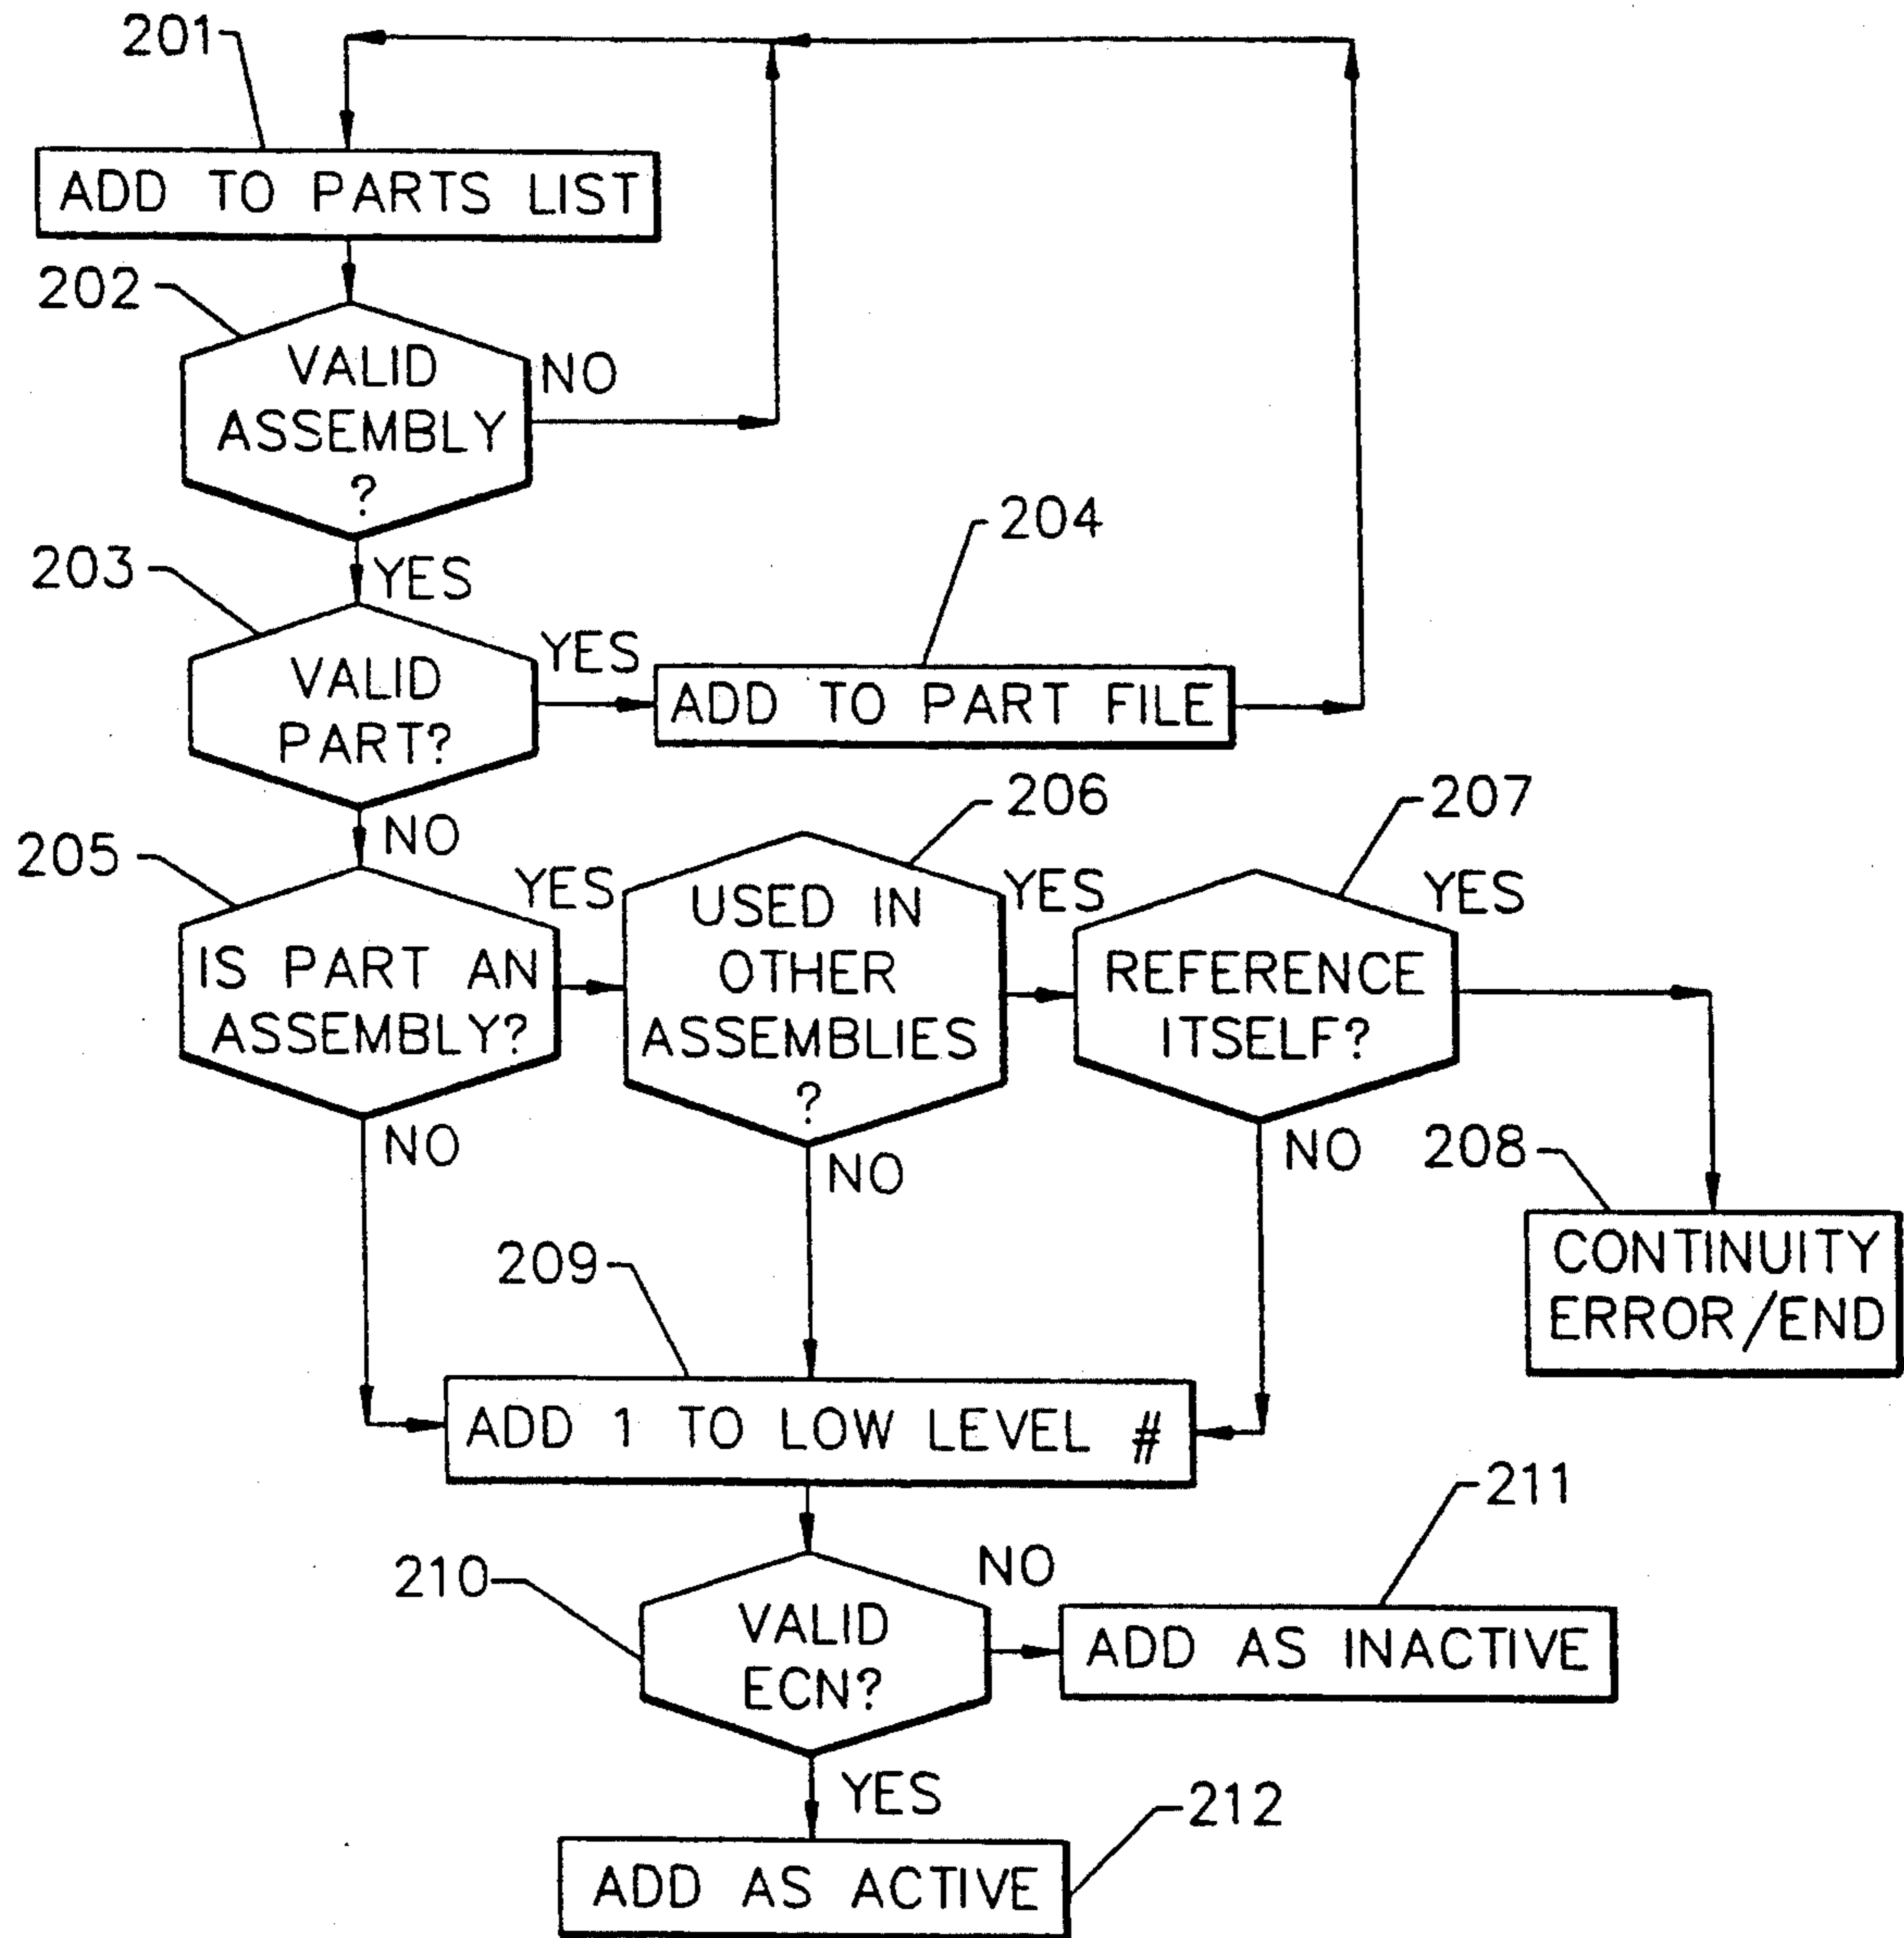 201
ADD TO PARTS LIST
202
VALID
ASSEMBLY
?
NO
YES
203
VALID
PART?
YES
204
ADD TO PART FILE
NO
205
IS PART AN
ASSEMBLY?
YES
206
USED IN
OTHER
ASSEMBLIES
?
YES
207
REFERENCE
ITSELF?
YES
NO
NO
NO
208
CONTINUITY
ERROR/END
209
ADD 1 TO LOW LEVEL #
210
VALID
ECN?
NO
211
ADD AS INACTIVE
YES
212
ADD AS ACTIVE